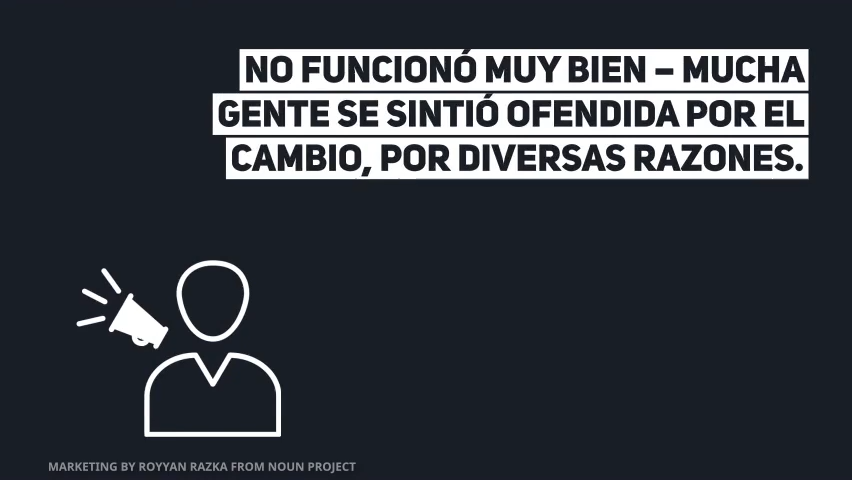 NO FUNCIONÓ MUY BIEN – MUCHA
GENTE SE SINTIÓ OFENDIDA POR EL
CAMBIO, POR DIVERSAS RAZONES.
MARKETING BY ROYYAN RAZKA FROM NOUN PROJECT